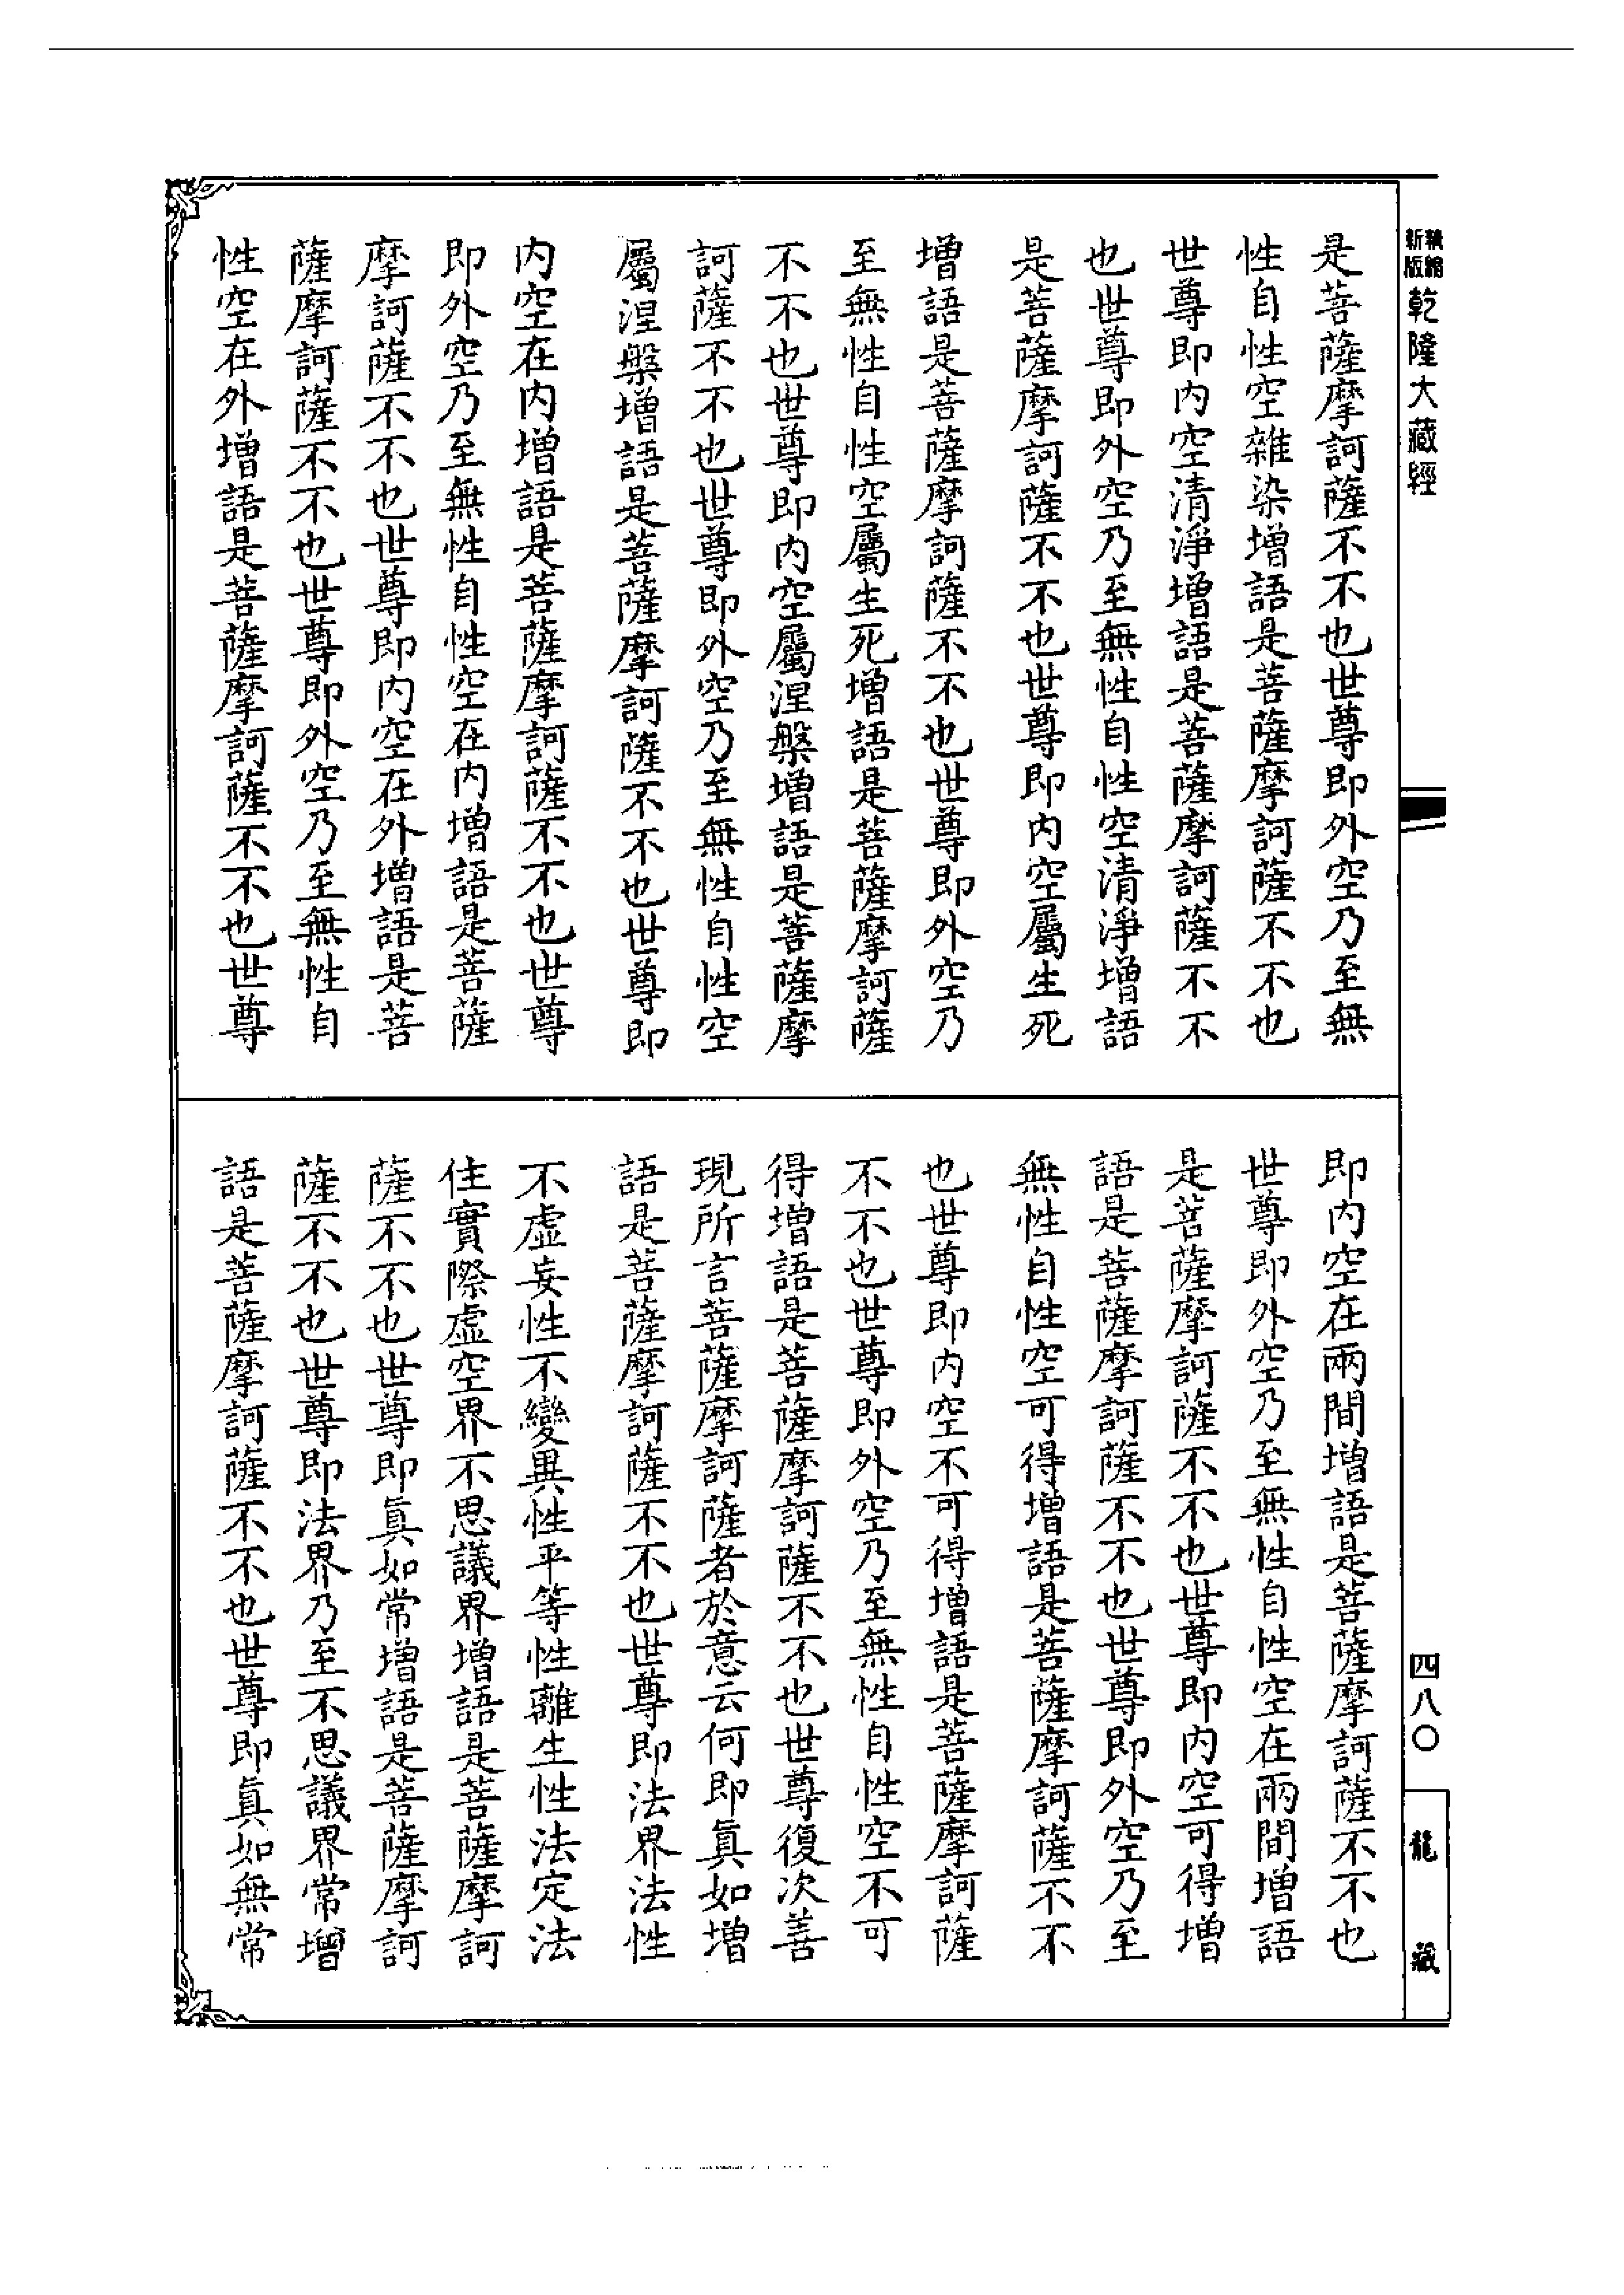 新版 精縮 乾隆大藏經
是菩薩摩訶薩不不也世尊即外空乃至無
性自性空雜染增語是菩薩摩訶薩不不也
世尊即内空清淨增語是菩薩摩訶薩不不
也世尊即外空乃至無性自性空清淨增語
是菩薩摩訶薩不不也世尊即内空屬生死
增語是菩薩摩訶薩不不也世尊即外空乃
至無性自性空屬生死增語是菩薩摩訶薩
不不也世尊即内空屬涅槃增語是菩薩摩
訶薩不不也世尊即外空乃至無性自性空
屬涅槃增語是菩薩摩訶薩不不也世尊即
内空在内增語是菩薩摩訶薩不不也世尊
即外空乃至無性自性空在内增語是菩薩
摩訶薩不不也世尊即内空在外增語是菩
薩摩訶薩不不也世尊即外空乃至無性自
性空在外增語是菩薩摩訶薩不不也世尊
即内空在兩間增語是菩薩摩訶薩不不也
世尊即外空乃至無性自性空在兩間增語
是菩薩摩訶薩不不也世尊即内空可得增
語是菩薩摩訶薩不不也世尊即外空乃至
無性自性空可得增語是菩薩摩訶薩不不
也世尊即内空不可得增語是菩薩摩訶薩
不不也世尊即外空乃至無性自性空不可
得增語是菩薩摩訶薩不不也世尊復次善
現所言菩薩摩訶薩者於意云何即眞如增
語是菩薩摩訶薩不不也世尊即法界法性
不虛妄性不變異性平等性離生性法定法
住實際虛空界不思議界增語是菩薩摩訶
薩不不也世尊即眞如常增語是菩薩摩訶
薩不不也世尊即法界乃至不思議界常增
語是菩薩摩訶薩不不也世尊即眞如無常
四八〇
龍藏